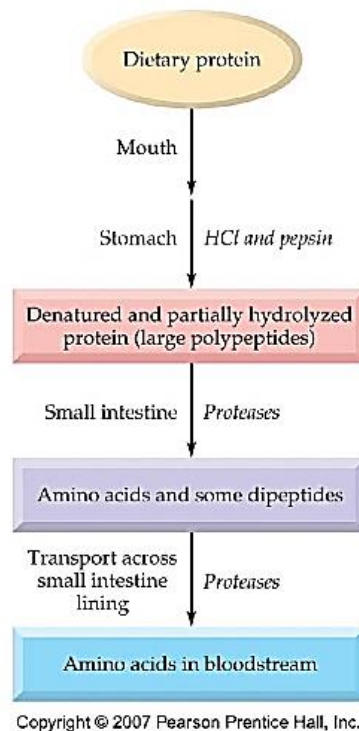 Dietary protein
Mouth
Stomach
HCl and pepsin
Denatured and partially hydrolyzed
protein (large polypeptides)
Small intestine
Proteases
Amino acids and some dipeptides
Transport across
small intestine
lining
Proteases
Amino acids in bloodstream
Copyright © 2007 Pearson Prentice Hall, Inc.